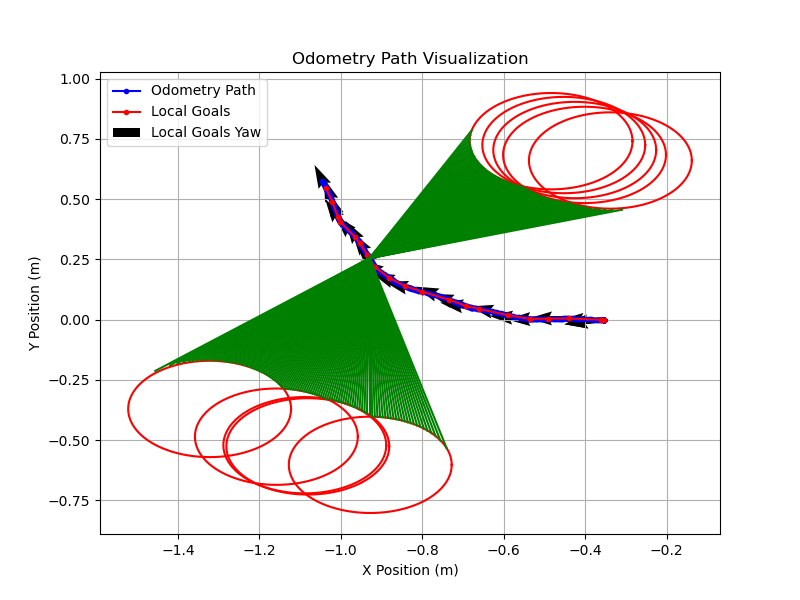 Odometry Path Visualization
Odometry Path
Local Goals
Local Goals Yaw
1.00
0.75
0.50
0.25
0.00
−0.25
−0.50
−0.75
Y Position (m)
−1.4 −1.2 −1.0 −0.8 −0.6 −0.4 −0.2
X Position (m)